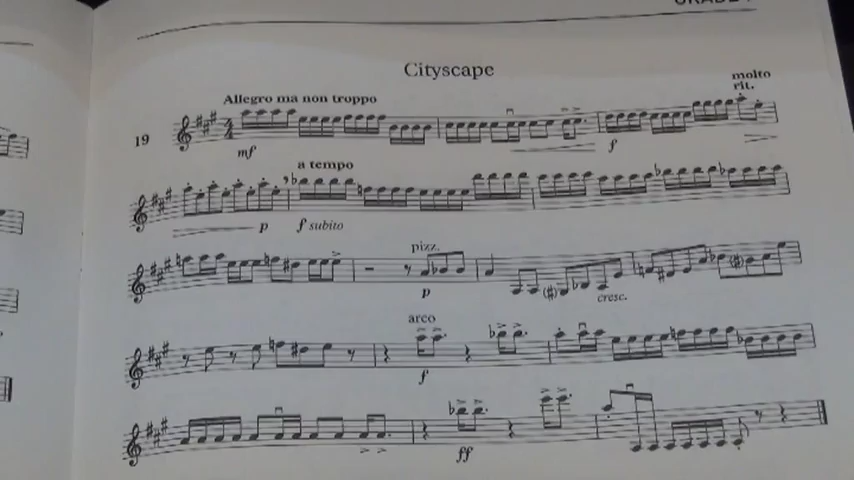 Cityscape
molto
rit.
Allegro ma non troppo
19
mf
f
a tempo
p
f subito
pizz.
p
cresc.
arco
f
ff